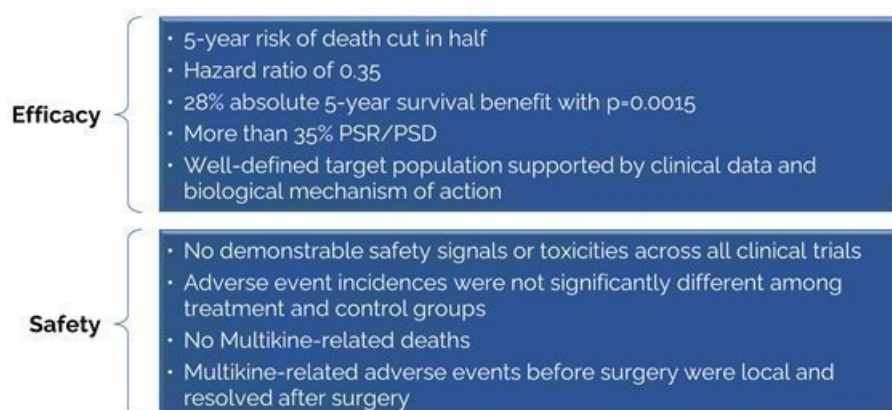 Efficacy
• 5-year risk of death cut in half
• Hazard ratio of 0.35
• 28% absolute 5-year survival benefit with p=0.0015
• More than 35% PSR/PSD
• Well-defined target population supported by clinical data and
biological mechanism of action
Safety
• No demonstrable safety signals or toxicities across all clinical trials
• Adverse event incidences were not significantly different among
treatment and control groups
• No Multikine-related deaths
• Multikine-related adverse events before surgery were local and
resolved after surgery